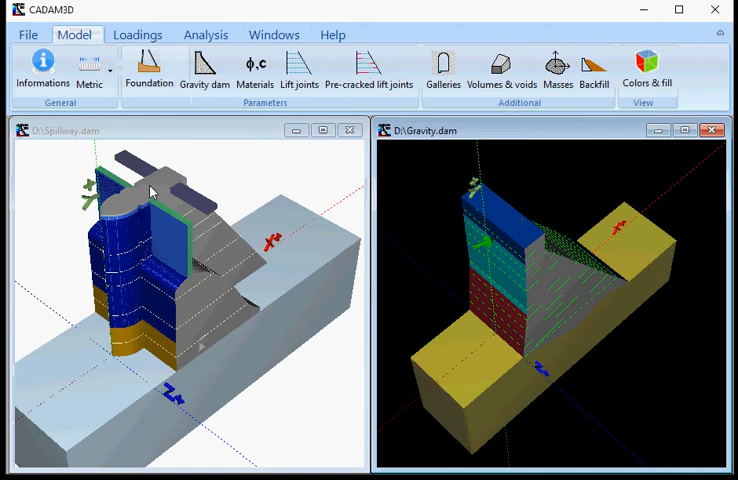 CADAM3D
File Model Loadings Analysis Windows Help
Informations Metric Foundation Gravity dam ϕ,c Materials Lift joints Pre-cracked lift joints Galleries Volumes & voids Masses Backfill Colors & fill
General Parameters Additional View
D:\Spillway.dam D:\Gravity.dam